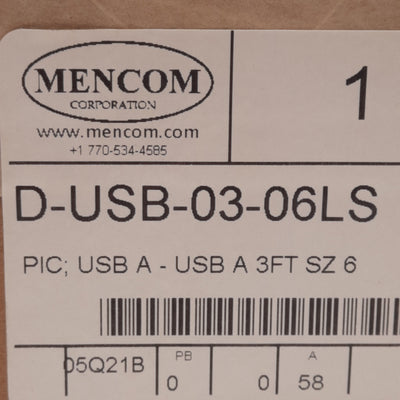 MENCOM
CORPORATION
www.mencom.com
+1 770-534-4585
1
D-USB-03-06LS
PIC; USB A - USB A 3FT SZ 6
05Q21B
PB
0
0
A
58